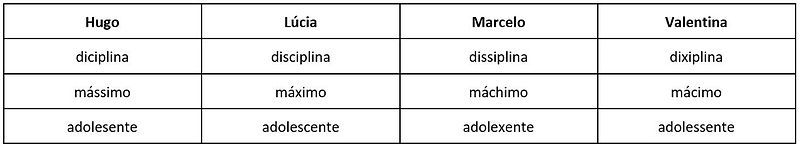 Hugo Lúcia Marcelo Valentina
diciplina disciplina dissiplina dixiplina
mássimo máximo máchimo mácimo
adolesente adolescente adolexente adolessente